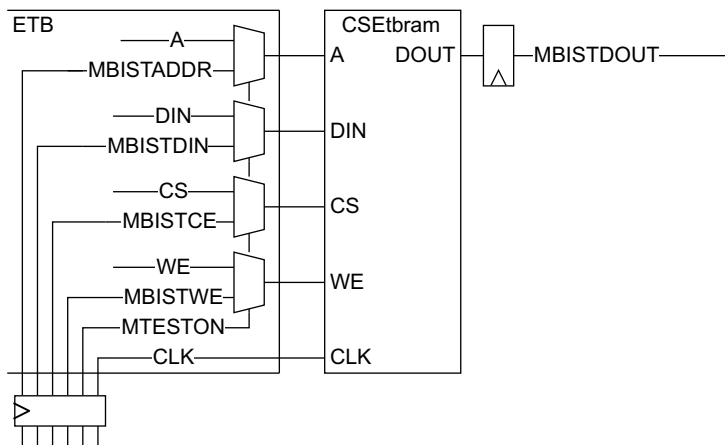 ETB
CSEtbram
A
A
DOUT
MBISTDOUT
MBISTADDR
DIN
DIN
MBISTDIN
CS
CS
MBISTCE
WE
WE
MBISTWE
MTESTON
CLK
CLK